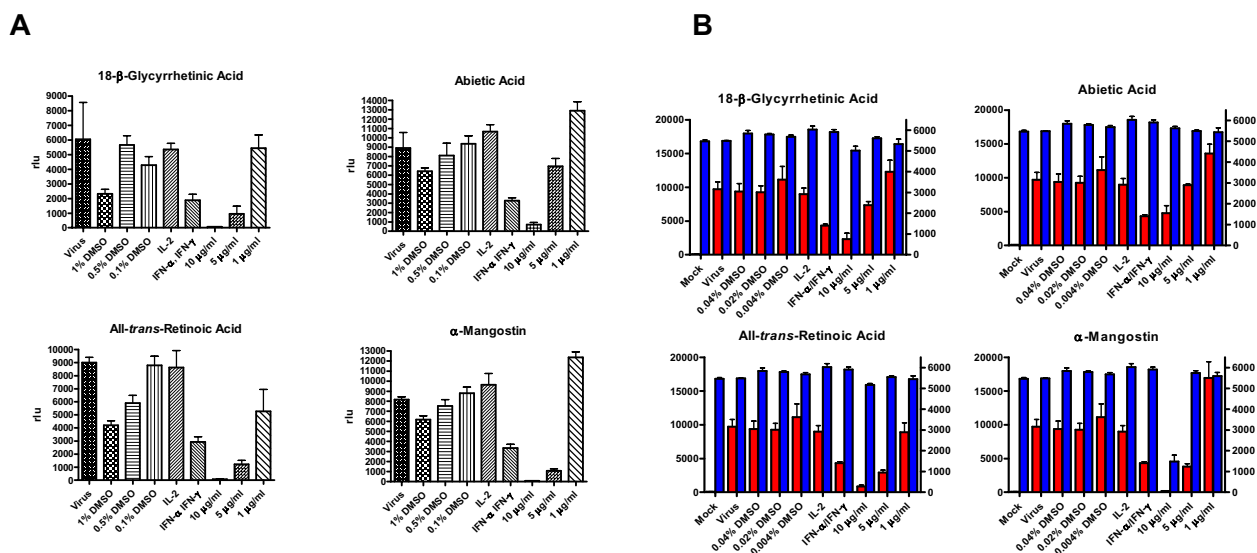 A
B
18-β-Glycyrrhetinic Acid
9000
8000
7000
6000
5000
4000
3000
2000
1000
0
rlu
Virus
1% DMSO
0.5% DMSO
0.1% DMSO
IL-2
IFN-α, IFN-γ
10 µg/ml
5 µg/ml
1 µg/ml
Abietic Acid
14000
13000
12000
11000
10000
9000
8000
7000
6000
5000
4000
3000
2000
1000
0
rlu
Virus
1% DMSO
0.5% DMSO
0.1% DMSO
IL-2
IFN-α, IFN-γ
10 µg/ml
5 µg/ml
1 µg/ml
18-β-Glycyrrhetinic Acid
20000
15000
10000
5000
0
6000
5000
4000
3000
2000
1000
0
Mock
Virus
0.04% DMSO
0.02% DMSO
0.004% DMSO
IL-2
IFN-α/IFN-γ
10 µg/ml
5 µg/ml
1 µg/ml
Abietic Acid
20000
15000
10000
5000
0
6000
5000
4000
3000
2000
1000
0
Mock
Virus
0.04% DMSO
0.02% DMSO
0.004% DMSO
IL-2
IFN-α/IFN-γ
10 µg/ml
5 µg/ml
1 µg/ml
All-trans-Retinoic Acid
10000
9000
8000
7000
6000
5000
4000
3000
2000
1000
0
rlu
Virus
1% DMSO
0.5% DMSO
0.1% DMSO
IL-2
IFN-α, IFN-γ
10 µg/ml
5 µg/ml
1 µg/ml
α-Mangostin
13000
12000
11000
10000
9000
8000
7000
6000
5000
4000
3000
2000
1000
0
rlu
Virus
1% DMSO
0.5% DMSO
0.1% DMSO
IL-2
IFN-α IFN-γ
10 µg/ml
5 µg/ml
1 µg/ml
All-trans-Retinoic Acid
20000
15000
10000
5000
0
6000
5000
4000
3000
2000
1000
0
Mock
Virus
0.04% DMSO
0.02% DMSO
0.004% DMSO
IL-2
IFN-α/IFN-γ
10 µg/ml
5 µg/ml
1 µg/ml
α-Mangostin
20000
15000
10000
5000
0
6000
5000
4000
3000
2000
1000
0
Mock
Virus
0.04% DMSO
0.02% DMSO
0.004% DMSO
IL-2
IFN-α/IFN-γ
10 µg/ml
5 µg/ml
1 µg/ml